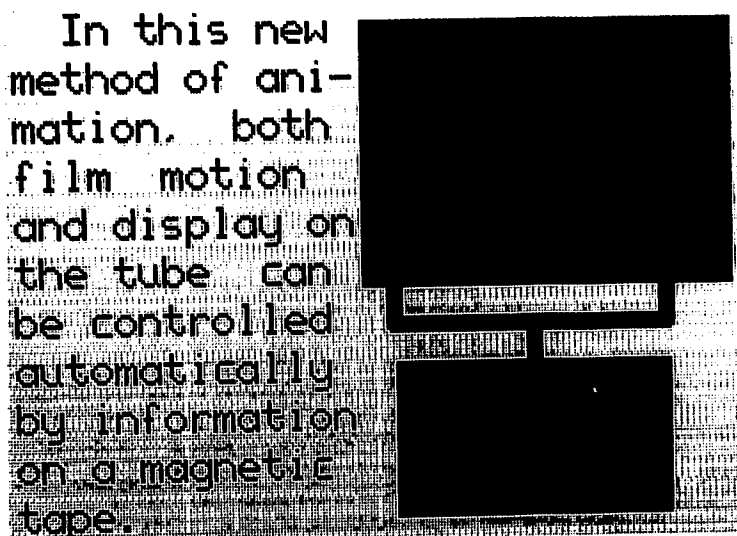 In this new
method of ani-
mation, both
film motion
and display on
the tube can
be controlled
automatically
by information
on a magnetic
tape.